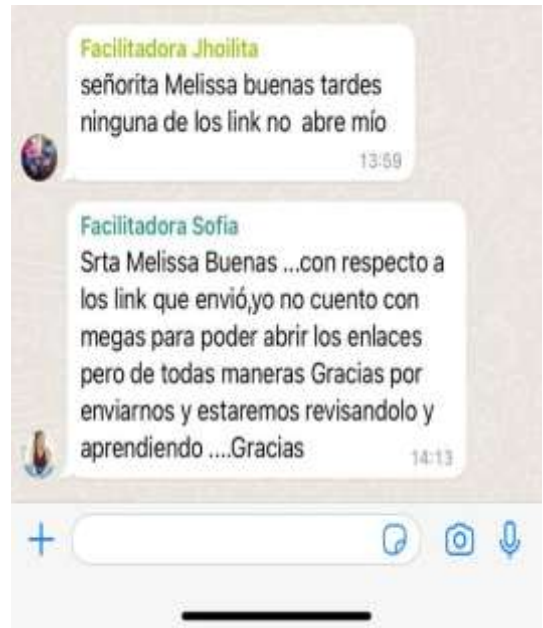 Facilitadora Jhoilita
señorita Melissa buenas tardes
ninguna de los link no abre mío
13:59
Facilitadora Sofia
Srta Melissa Buenas ...con respecto a
los link que envió,yo no cuento con
megas para poder abrir los enlaces
pero de todas maneras Gracias por
enviarnos y estaremos revisandolo y
aprendiendo ....Gracias
14:13